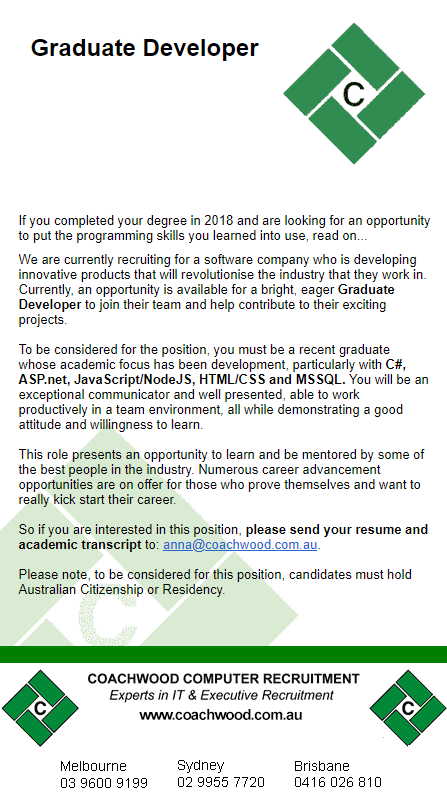 Graduate Developer
C
If you completed your degree in 2018 and are looking for an opportunity
to put the programming skills you learned into use, read on...
We are currently recruiting for a software company who is developing
innovative products that will revolutionise the industry that they work in.
Currently, an opportunity is available for a bright, eager Graduate
Developer to join their team and help contribute to their exciting
projects.
To be considered for the position, you must be a recent graduate
whose academic focus has been development, particularly with C#,
ASP.net, JavaScript/NodeJS, HTML/CSS and MSSQL. You will be an
exceptional communicator and well presented, able to work
productively in a team environment, all while demonstrating a good
attitude and willingness to learn.
This role presents an opportunity to learn and be mentored by some of
the best people in the industry. Numerous career advancement
opportunities are on offer for those who prove themselves and want to
really kick start their career.
So if you are interested in this position, please send your resume and
academic transcript to: anna@coachwood.com.au.
Please note, to be considered for this position, candidates must hold
Australian Citizenship or Residency.
C
COACHWOOD COMPUTER RECRUITMENT
Experts in IT & Executive Recruitment
www.coachwood.com.au
C
C
Melbourne
03 9600 9199
Sydney
02 9955 7720
Brisbane
0416 026 810